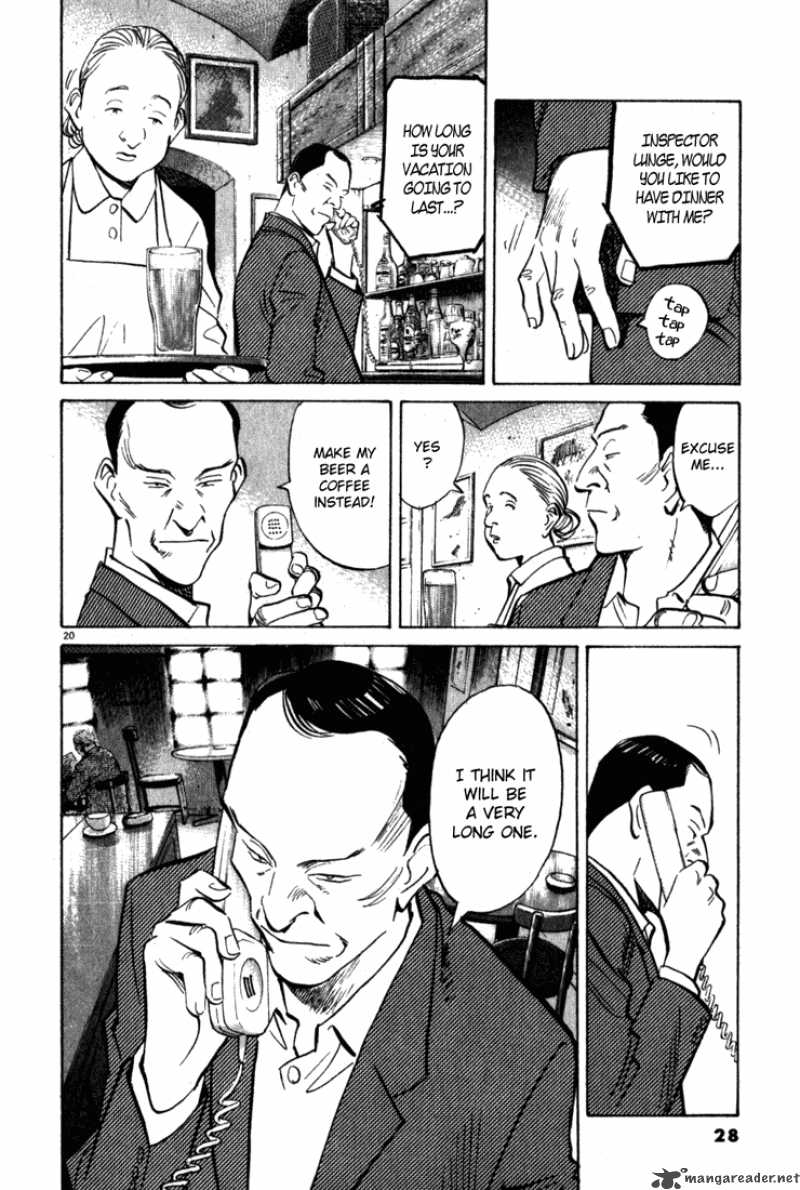 INSPECTOR
LUNGE, WOULD
YOU LIKE TO
HAVE DINNER
WITH ME?
tap
tap
tap
HOW LONG
IS YOUR
VACATION
GOING TO
LAST...?
EXCUSE
ME...
YES
?
MAKE MY
BEER A
COFFEE
INSTEAD!
20
I THINK IT
WILL BE
A VERY
LONG ONE.
28
mangareader.net